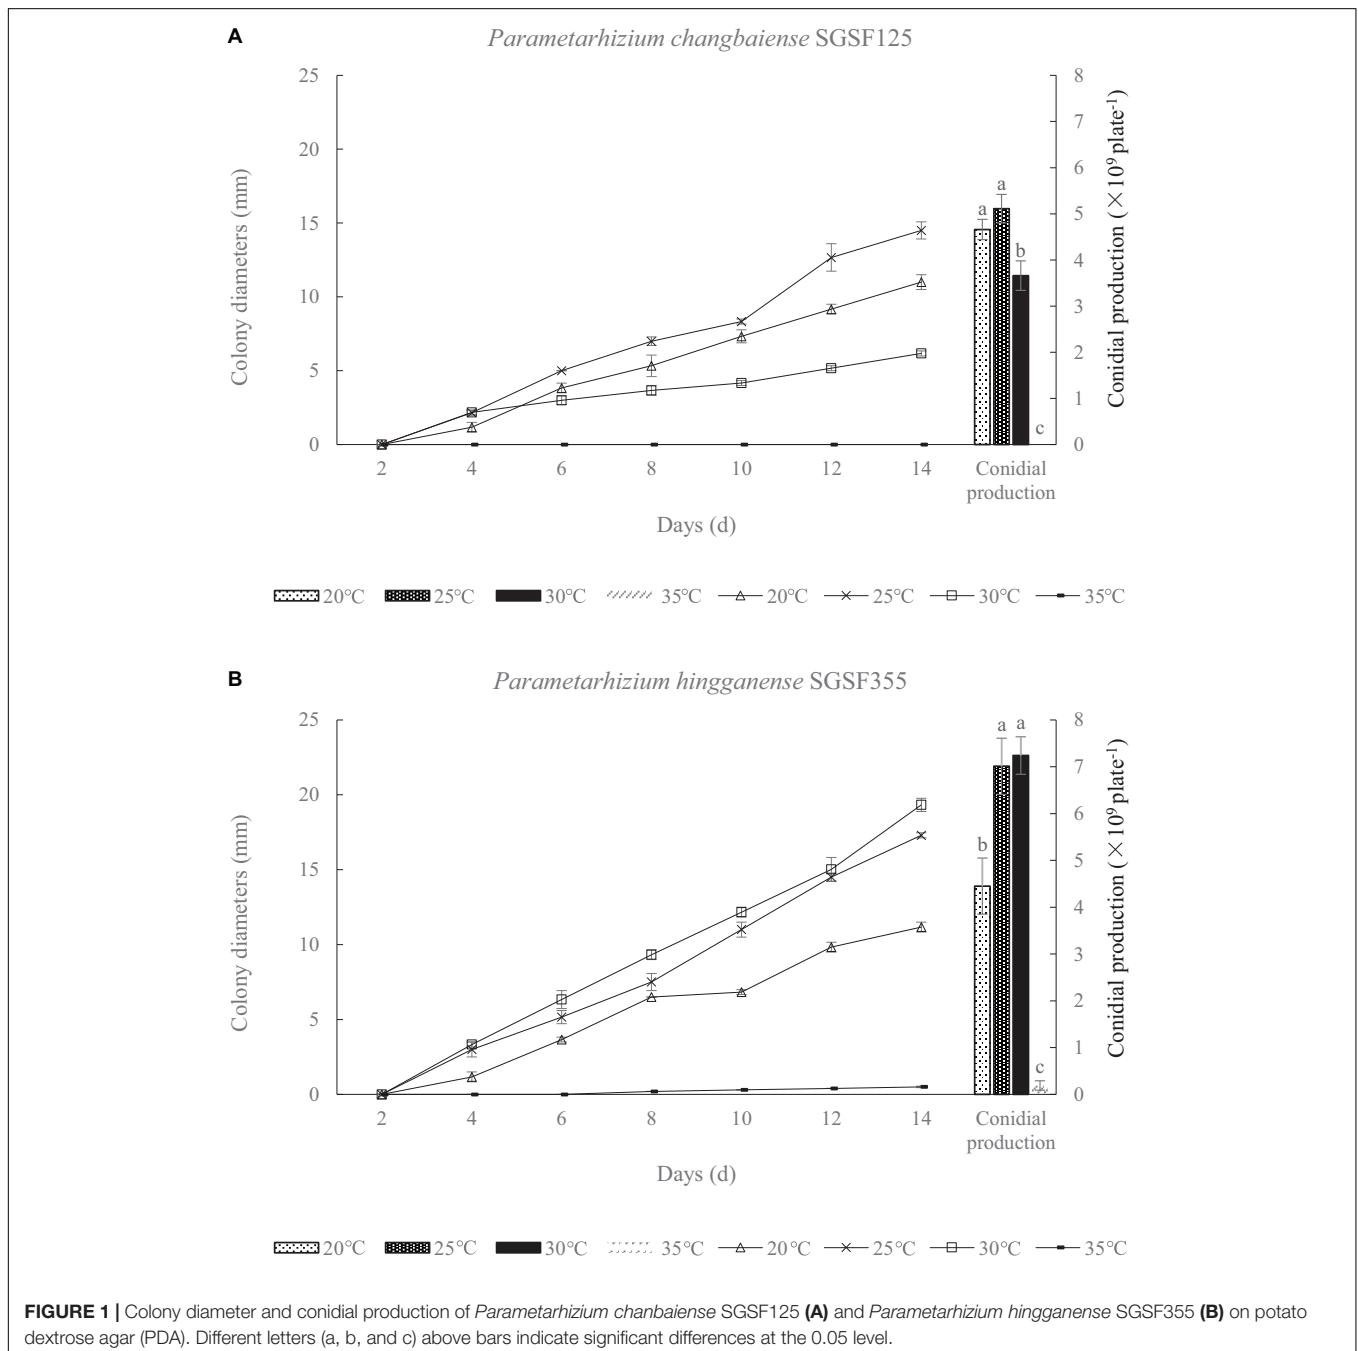 A
Parametarhizium changbaiense SGSF125
25
20
15
10
5
0
Colony diameters (mm)
8
7
6
5
4
3
2
1
0
Conidial production (×10⁹ plate⁻¹)
a
a
b
c
2 4 6 8 10 12 14 Conidial
production
Days (d)
20℃ 25℃ 30℃ 35℃ 20℃ 25℃ 30℃ 35℃
B
Parametarhizium hingganense SGSF355
25
20
15
10
5
0
Colony diameters (mm)
8
7
6
5
4
3
2
1
0
Conidial production (×10⁹ plate⁻¹)
b
a
a
c
2 4 6 8 10 12 14 Conidial
production
Days (d)
20℃ 25℃ 30℃ 35℃ 20℃ 25℃ 30℃ 35℃
FIGURE 1 | Colony diameter and conidial production of Parametarhizium chanbaiense SGSF125 (A) and Parametarhizium hingganense SGSF355 (B) on potato
dextrose agar (PDA). Different letters (a, b, and c) above bars indicate significant differences at the 0.05 level.